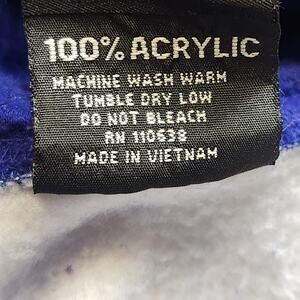 100% ACRYLIC
MACHINE WASH WARM
TUMBLE DRY LOW
DO NOT BLEACH
RN 110638
MADE IN VIETNAM